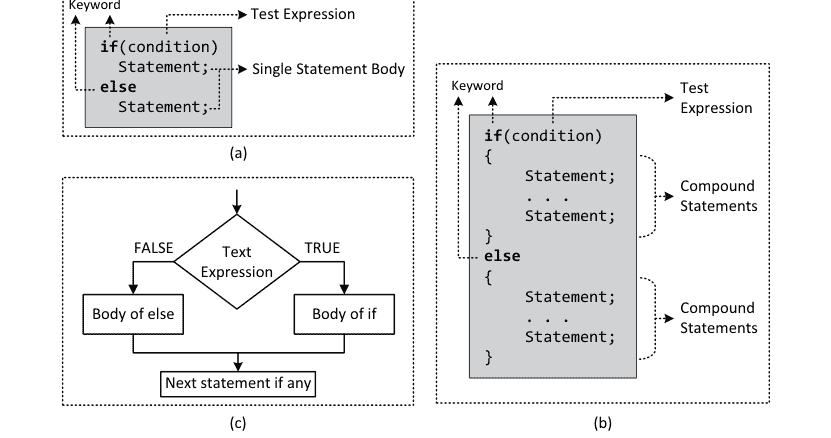 Keyword
Test Expression
if(condition)
Statement;
Single Statement Body
else
Statement;
(a)
FALSE
TRUE
Text
Expression
Body of else
Body of if
Next statement if any
(c)
Keyword
Test
Expression
if(condition)
{
Statement;
. . .
Statement;
}
Compound
Statements
else
{
Statement;
. . .
Statement;
}
Compound
Statements
(b)